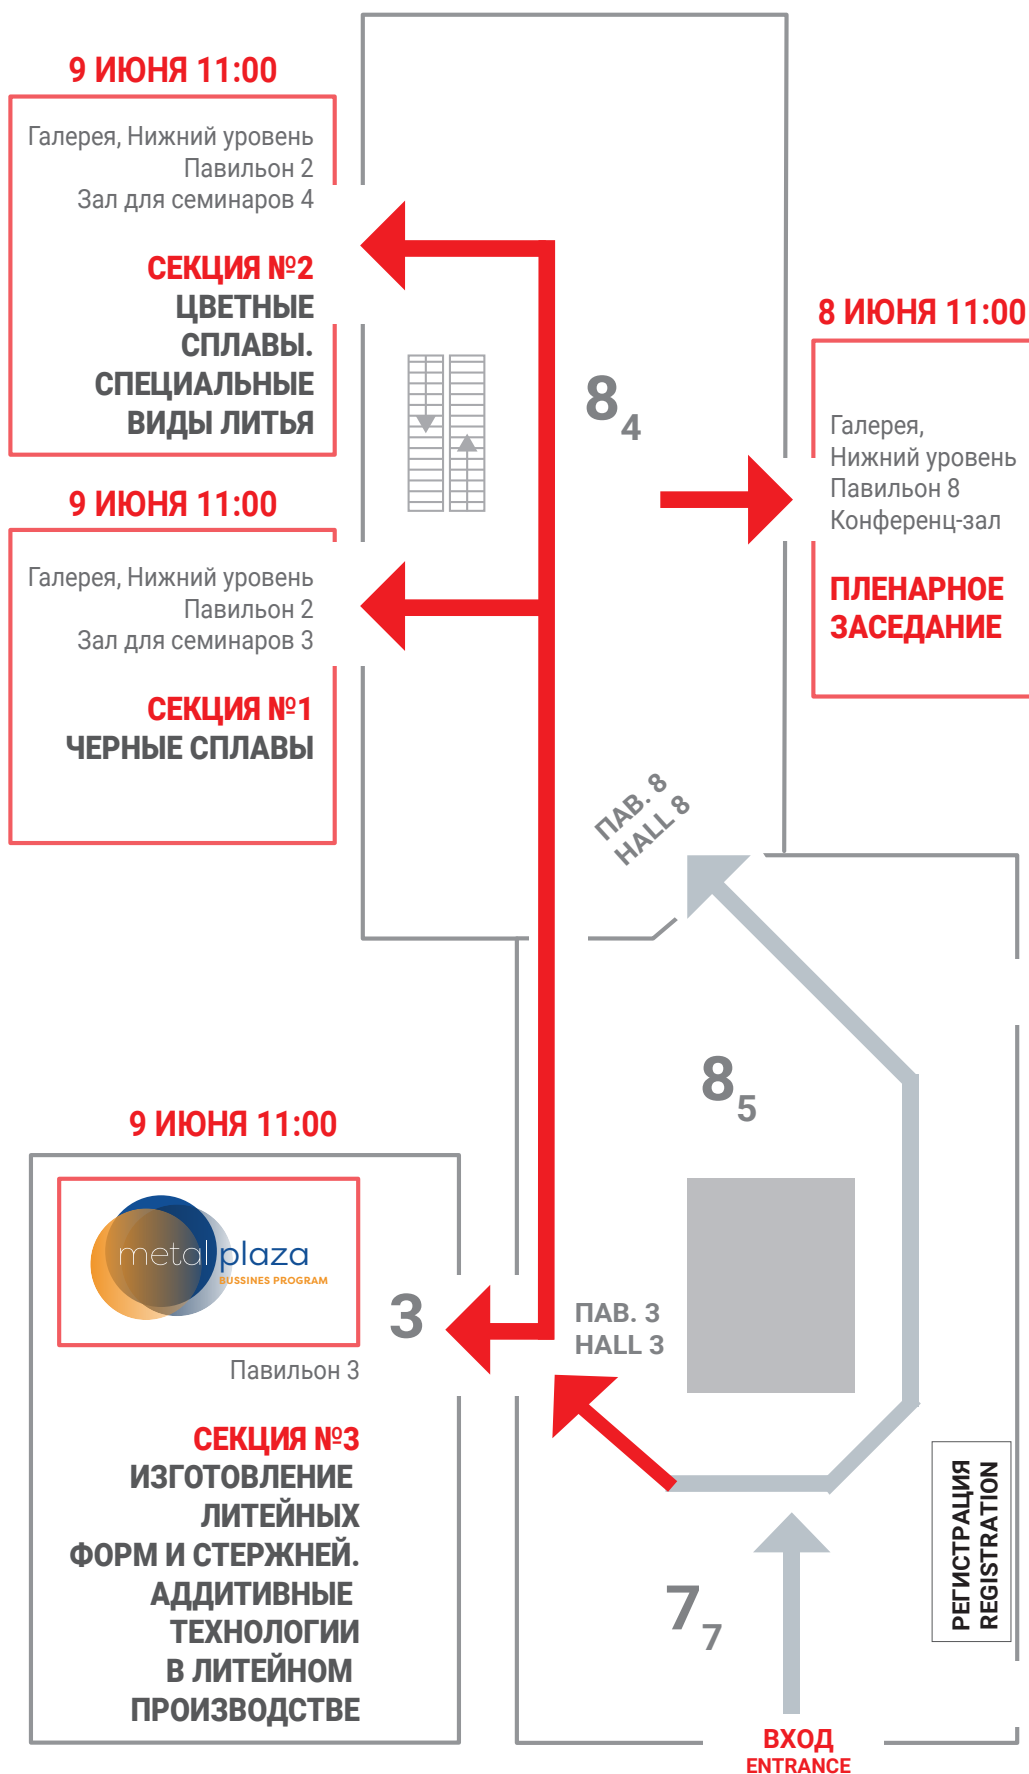 9 ИЮНЯ 11:00
Галерея, Нижний уровень
Павильон 2
Зал для семинаров 4
СЕКЦИЯ №2
ЦВЕТНЫЕ
СПЛАВЫ.
СПЕЦИАЛЬНЫЕ
ВИДЫ ЛИТЬЯ
9 ИЮНЯ 11:00
Галерея, Нижний уровень
Павильон 2
Зал для семинаров 3
СЕКЦИЯ №1
ЧЕРНЫЕ СПЛАВЫ
8 4
8 ИЮНЯ 11:00
Галерея,
Нижний уровень
Павильон 8
Конференц-зал
ПЛЕНАРНОЕ
ЗАСЕДАНИЕ
ПАВ. 8
HALL 8
8 5
9 ИЮНЯ 11:00
metal plaza
BUSSINES PROGRAM
3
Павильон 3
СЕКЦИЯ №3
ИЗГОТОВЛЕНИЕ
ЛИТЕЙНЫХ
ФОРМ И СТЕРЖНЕЙ.
АДДИТИВНЫЕ
ТЕХНОЛОГИИ
В ЛИТЕЙНОМ
ПРОИЗВОДСТВЕ
ПАВ. 3
HALL 3
7 7
РЕГИСТРАЦИЯ
REGISTRATION
ВХОД
ENTRANCE